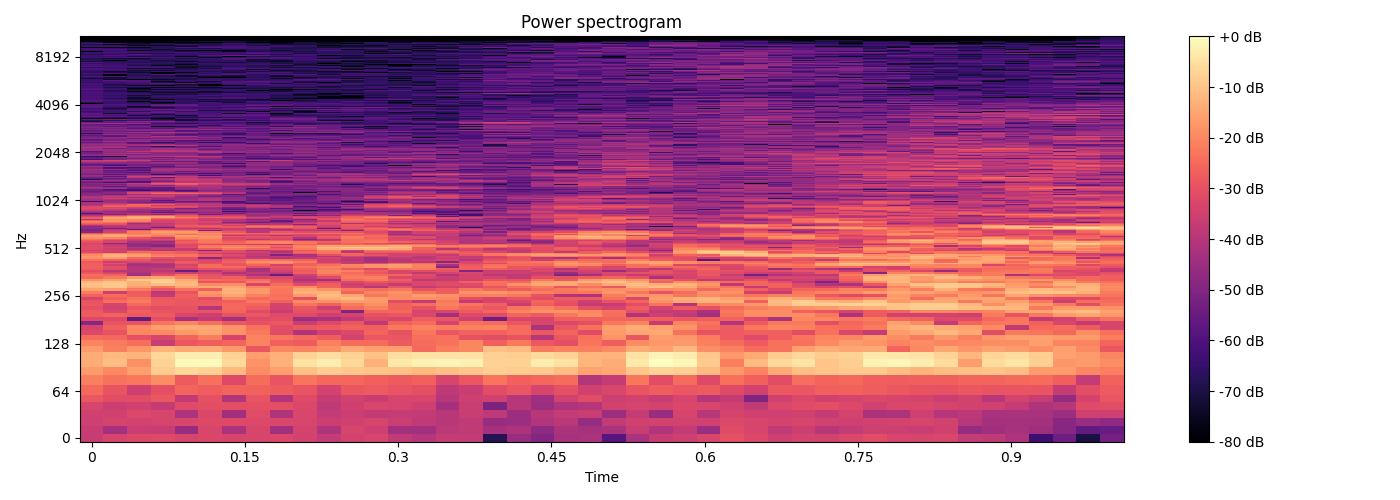 Power spectrogram
Hz
8192
4096
2048
1024
512
256
128
64
0
0 0.15 0.3 0.45 0.6 0.75 0.9
Time
+0 dB
-10 dB
-20 dB
-30 dB
-40 dB
-50 dB
-60 dB
-70 dB
-80 dB